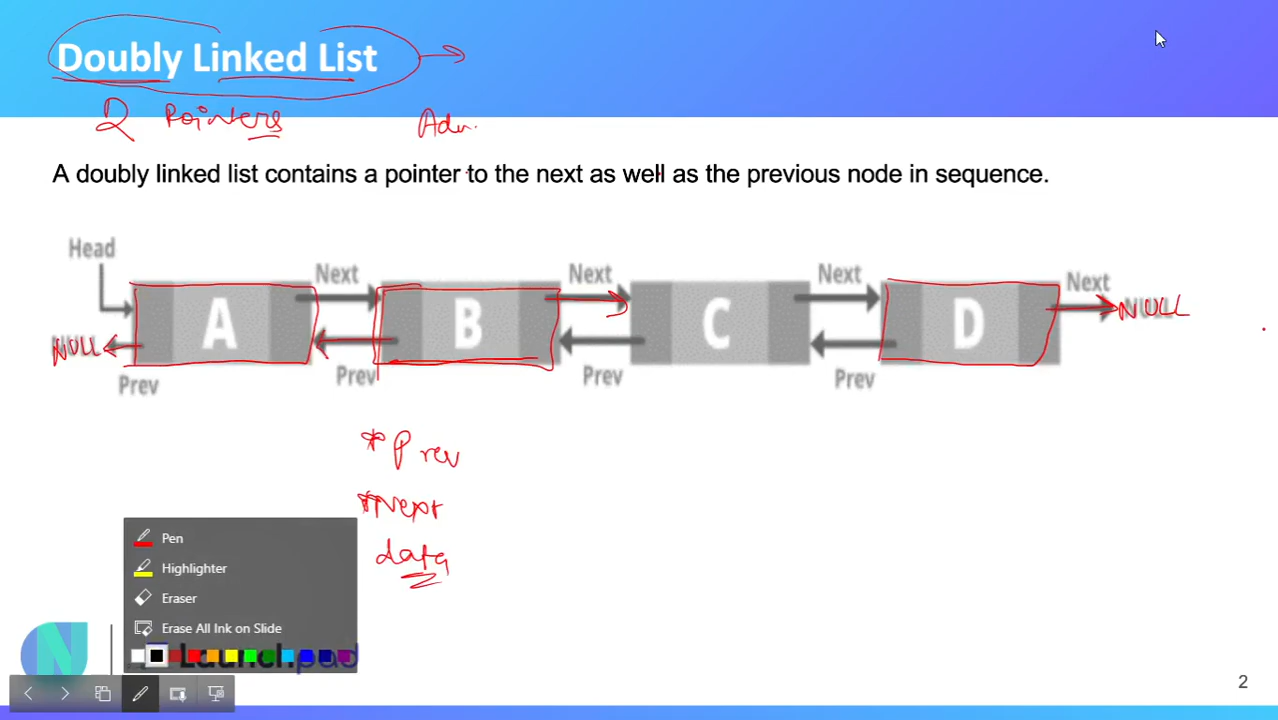 Doubly Linked List
2 Pointers Adv.
A doubly linked list contains a pointer to the next as well as the previous node in sequence.
Head
Next Next Next Next
A B C D
NULL NULL
Prev Prev Prev Prev
*Prev
*Next
data
Pen
Highlighter
Eraser
Erase All Ink on Slide
Launchpad
2